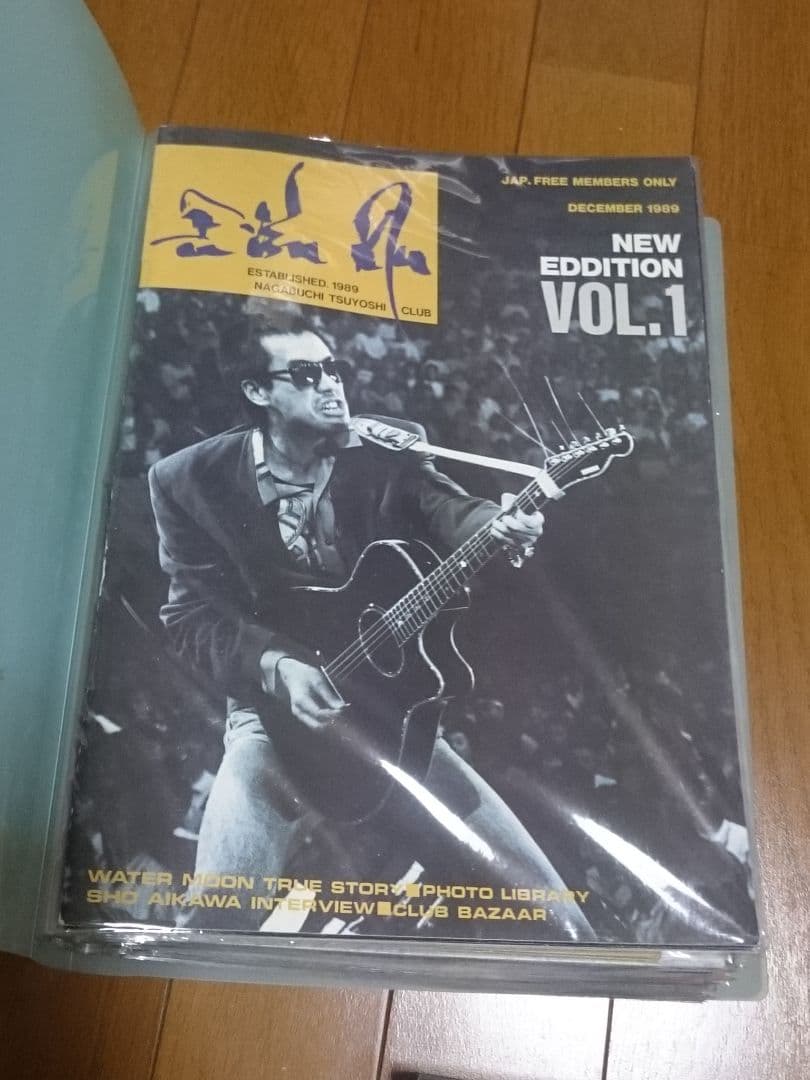 JAP. FREE MEMBERS ONLY
DECEMBER 1989
NEW
EDDITION
VOL.1
ESTABLISHED. 1989
NAGABUCHI TSUYOSHI CLUB
WATER MOON TRUE STORY■PHOTO LIBRARY
SHO AIKAWA INTERVIEW■CLUB BAZAAR